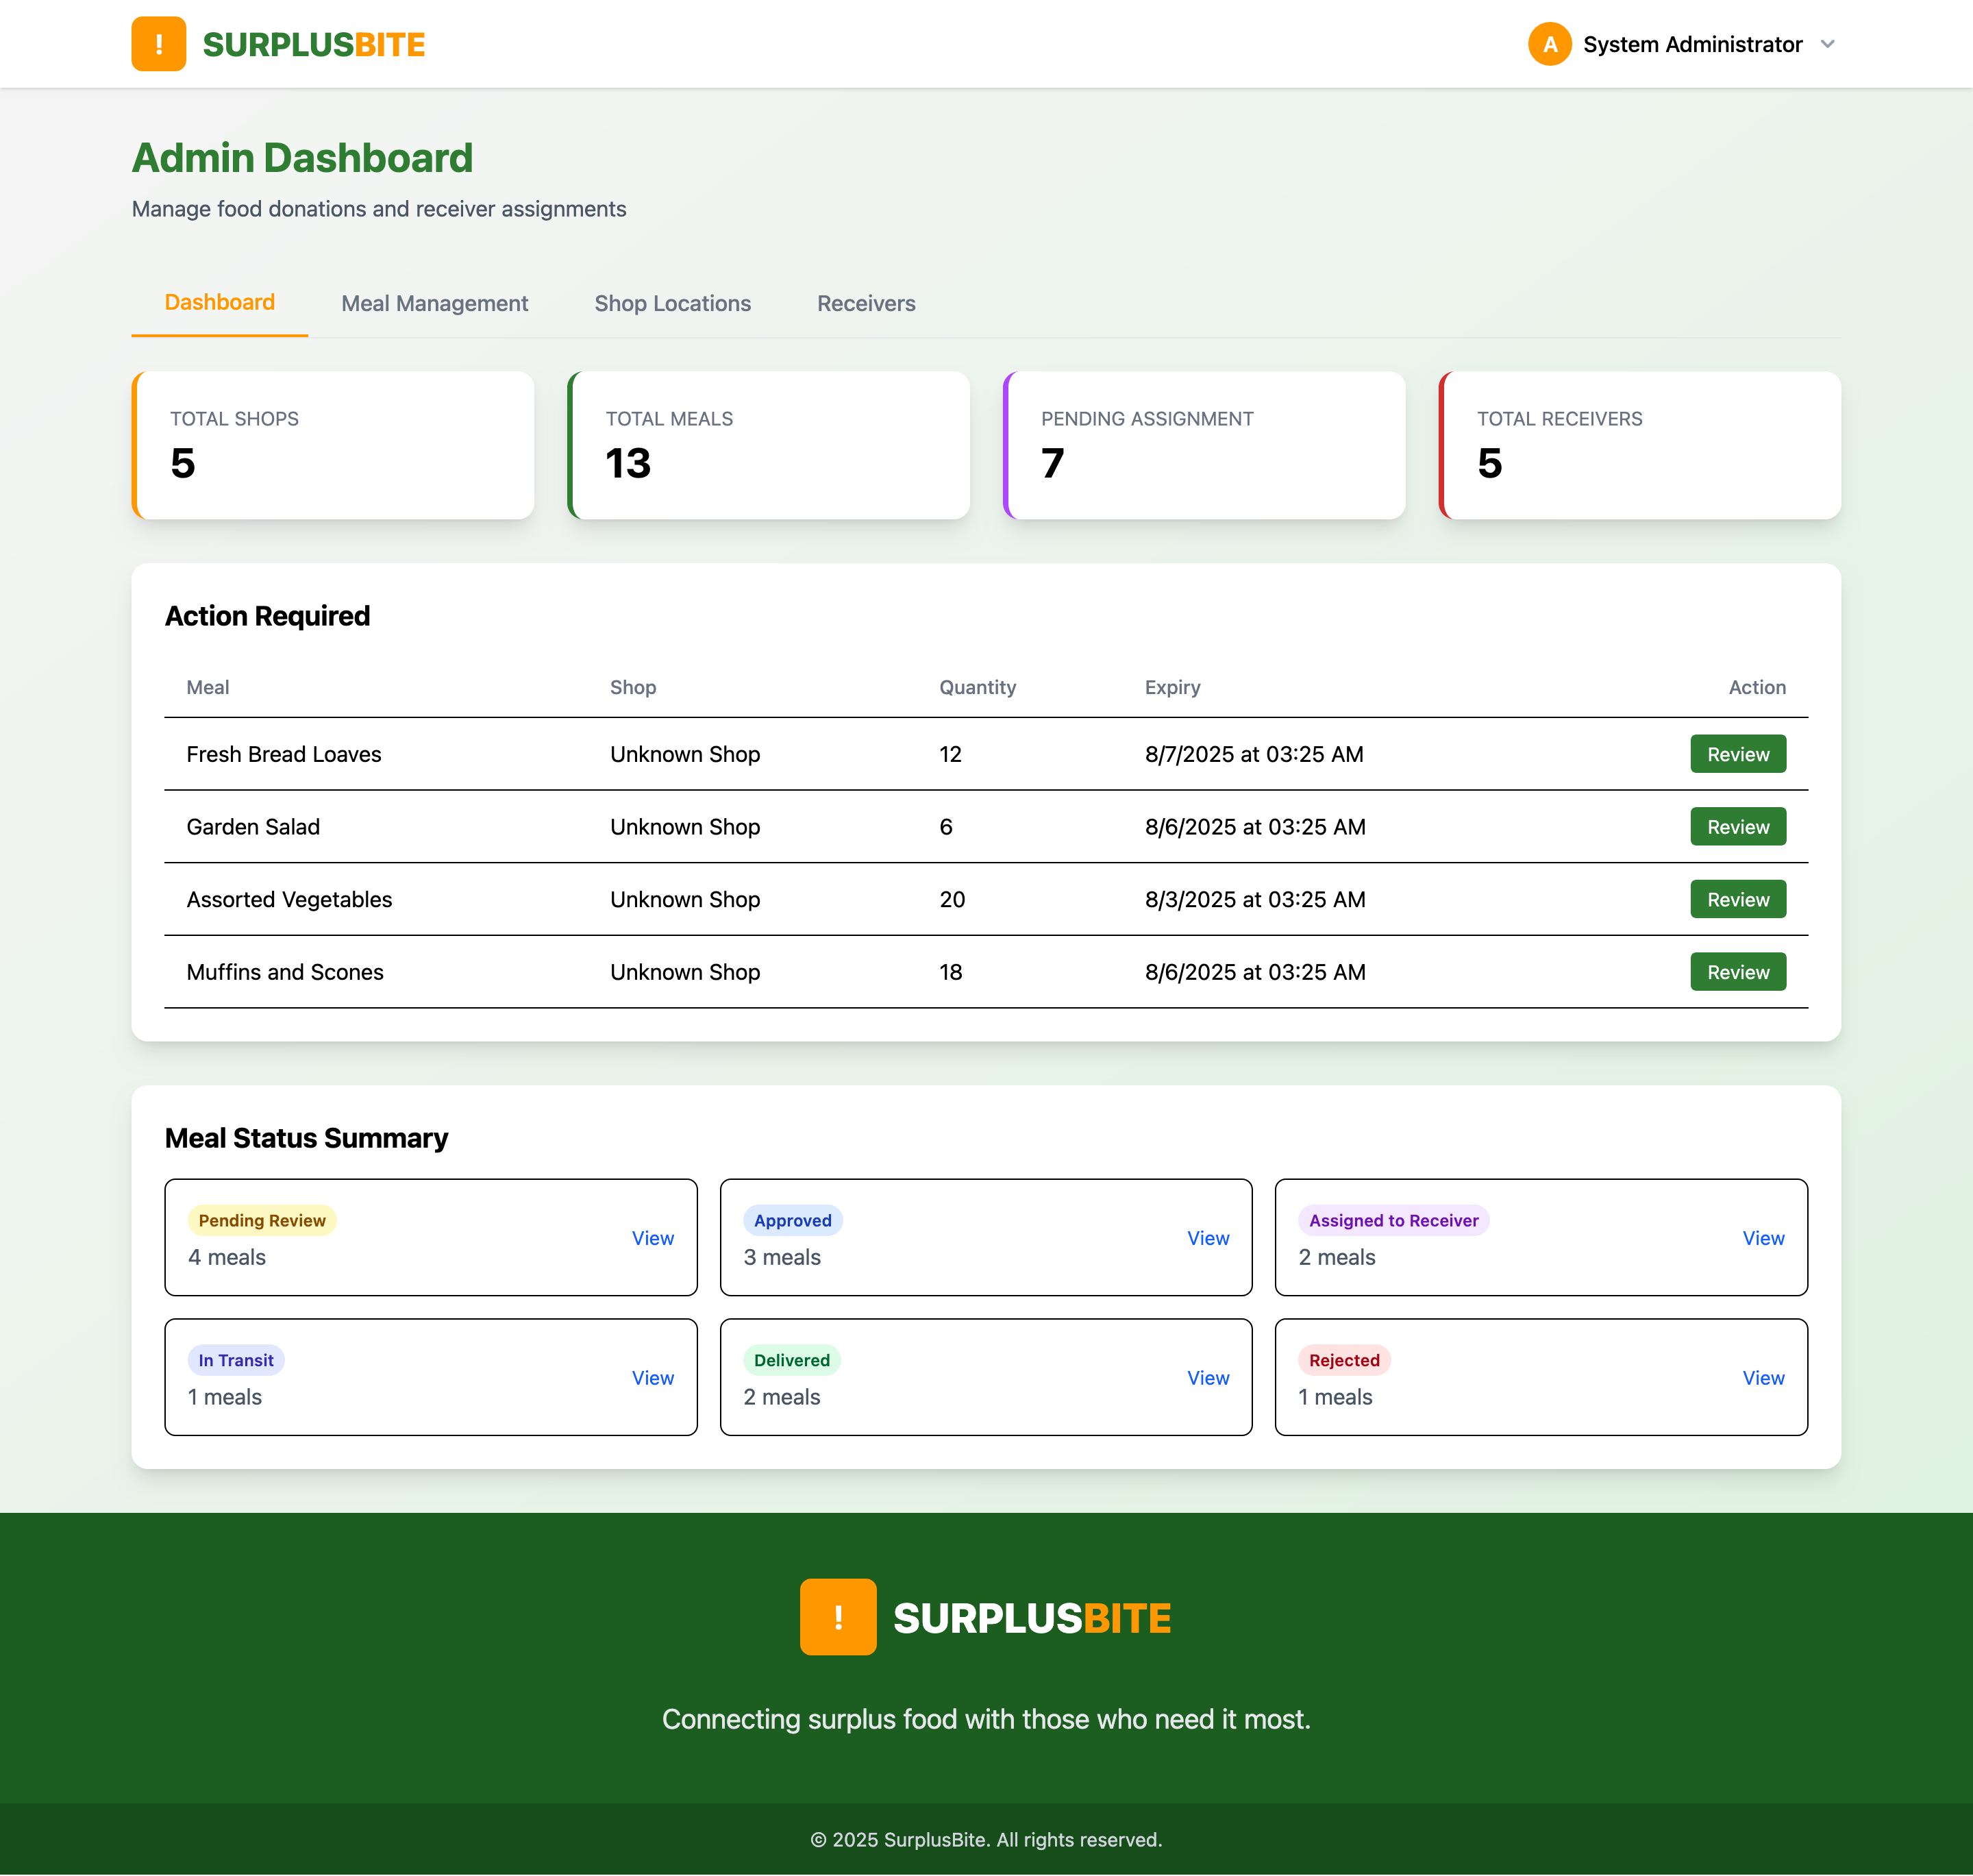 ! SURPLUSBITE
A System Administrator
Admin Dashboard
Manage food donations and receiver assignments
Dashboard Meal Management Shop Locations Receivers
TOTAL SHOPS TOTAL MEALS PENDING ASSIGNMENT TOTAL RECEIVERS
5 13 7 5
Action Required
Meal Shop Quantity Expiry Action
Fresh Bread Loaves Unknown Shop 12 8/7/2025 at 03:25 AM Review
Garden Salad Unknown Shop 6 8/6/2025 at 03:25 AM Review
Assorted Vegetables Unknown Shop 20 8/3/2025 at 03:25 AM Review
Muffins and Scones Unknown Shop 18 8/6/2025 at 03:25 AM Review
Meal Status Summary
Pending Review
4 meals
View
Approved
3 meals
View
Assigned to Receiver
2 meals
View
In Transit
1 meals
View
Delivered
2 meals
View
Rejected
1 meals
View
! SURPLUSBITE
Connecting surplus food with those who need it most.
© 2025 SurplusBite. All rights reserved.